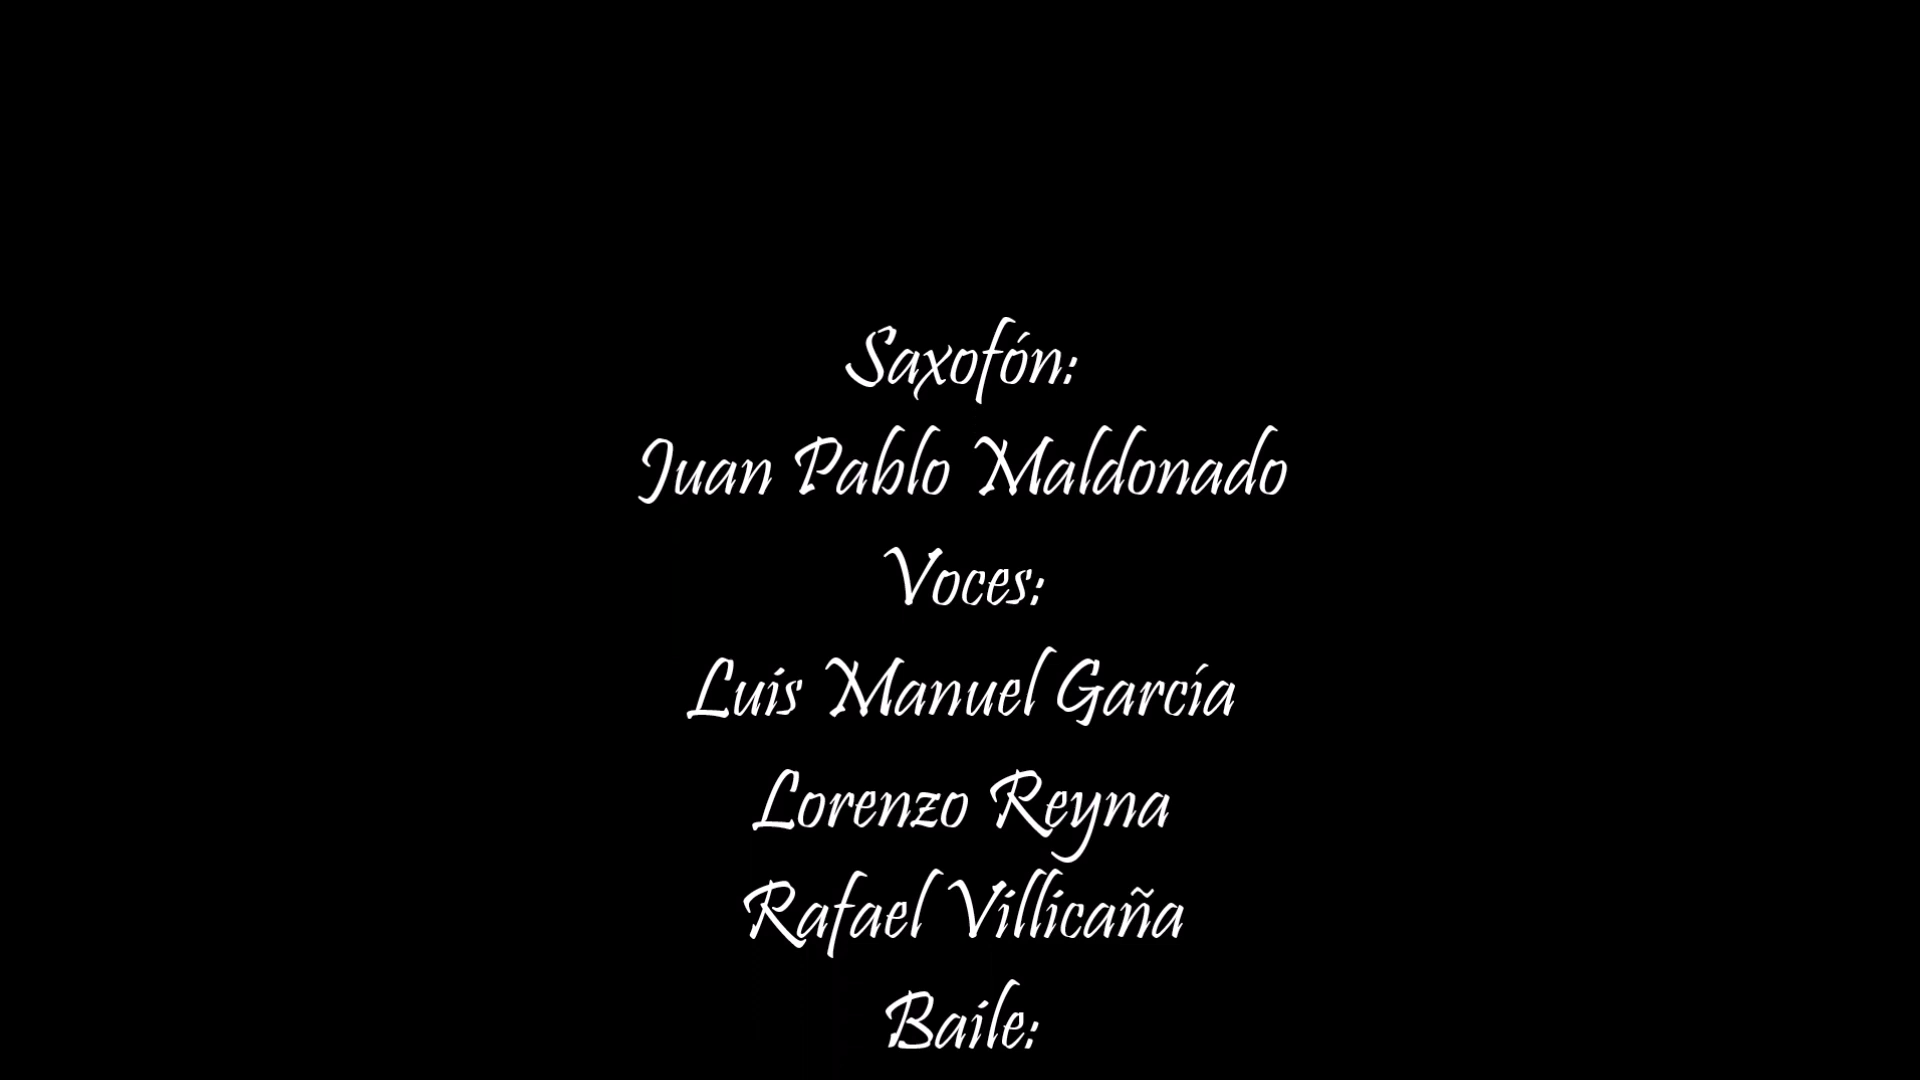 Saxofón:
Juan Pablo Maldonado
Voces:
Luis Manuel García
Lorenzo Reyna
Rafael Villicaña
Baile: